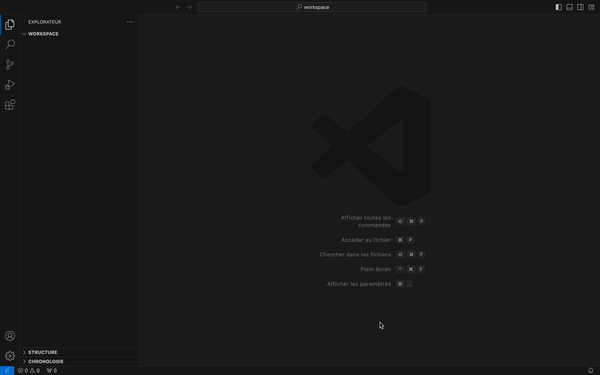 workspace
EXPLORATEUR
WORKSPACE
Afficher toutes les
commandes
⇧ ⌘ P
Accéder au fichier ⌘ P
Chercher dans les fichiers ⇧ ⌘ F
Plein écran ⌃ ⌘ F
Afficher les paramètres ⌘ ,
STRUCTURE
CHRONOLOGIE
0 0 0